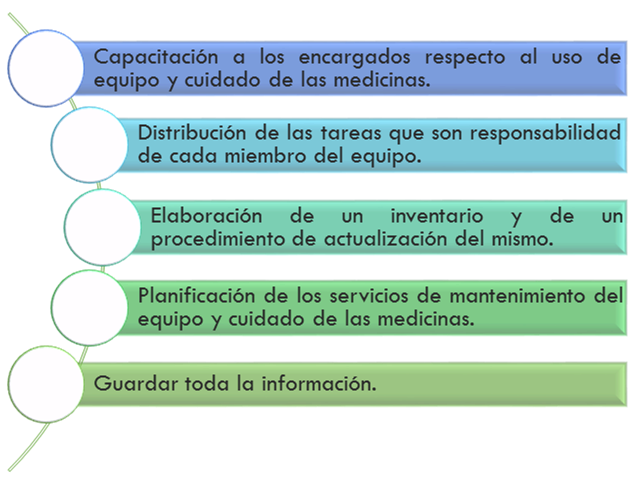 Capacitación a los encargados respecto al uso de
equipo y cuidado de las medicinas.
Distribución de las tareas que son responsabilidad
de cada miembro del equipo.
Elaboración de un inventario y de un
procedimiento de actualización del mismo.
Planificación de los servicios de mantenimiento del
equipo y cuidado de las medicinas.
Guardar toda la información.